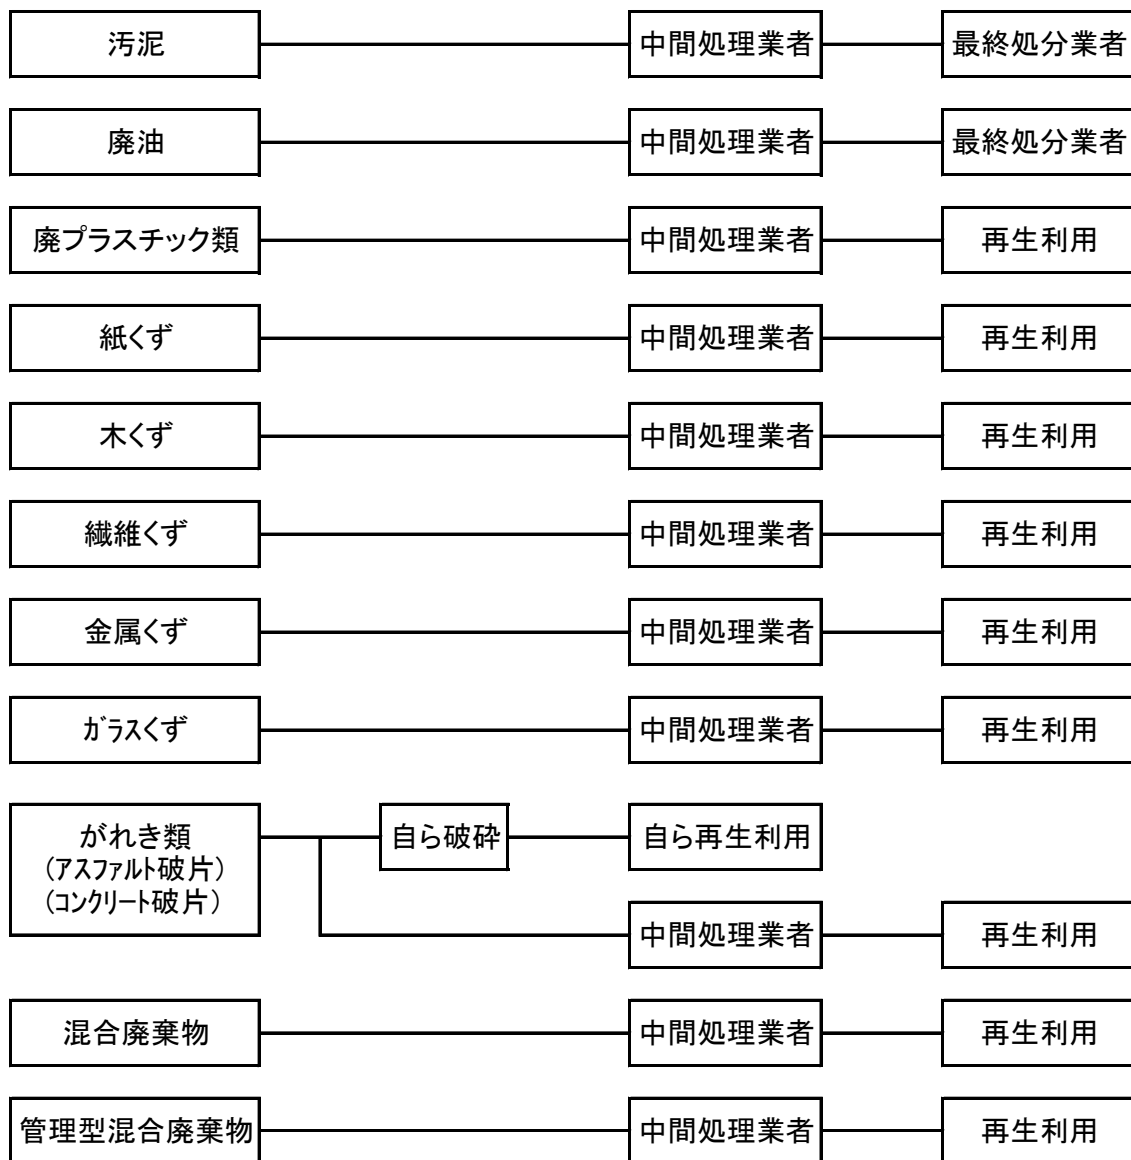 汚泥 中間処理業者 最終処分業者
廃油 中間処理業者 最終処分業者
廃プラスチック類 中間処理業者 再生利用
紙くず 中間処理業者 再生利用
木くず 中間処理業者 再生利用
繊維くず 中間処理業者 再生利用
金属くず 中間処理業者 再生利用
ｶﾞﾗｽくず 中間処理業者 再生利用
がれき類 自ら破砕 自ら再生利用
(ｱｽﾌｧﾙﾄ破片)
(ｺﾝｸﾘｰﾄ破片)
中間処理業者 再生利用
混合廃棄物 中間処理業者 再生利用
管理型混合廃棄物 中間処理業者 再生利用